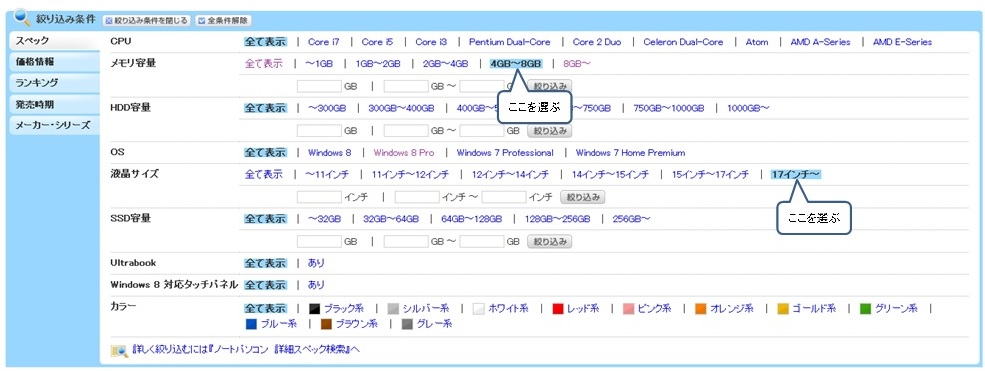 絞り込み条件 絞り込み条件を閉じる 全条件解除
スペック
価格情報
ランキング
発売時期
メーカー・シリーズ
CPU 全て表示 | Core i7 | Core i5 | Core i3 | Pentium Dual-Core | Core 2 Duo | Celeron Dual-Core | Atom | AMD A-Series | AMD E-Series
メモリ容量 全て表示 | ～1GB | 1GB～2GB | 2GB～4GB | 4GB～8GB | 8GB～
GB | GB～ G 絞り込み
ここを選ぶ
HDD容量 全て表示 | ～300GB | 300GB～400GB | 400GB～5 ～750GB | 750GB～1000GB | 1000GB～
GB | GB～ GB 絞り込み
OS 全て表示 | Windows 8 | Windows 8 Pro | Windows 7 Professional | Windows 7 Home Premium
液晶サイズ 全て表示 | ～11インチ | 11インチ～12インチ | 12インチ～14インチ | 14インチ～15インチ | 15インチ～17インチ | 17インチ～
インチ | インチ～ インチ 絞り込み
ここを選ぶ
SSD容量 全て表示 | ～32GB | 32GB～64GB | 64GB～128GB | 128GB～256GB | 256GB～
GB | GB～ GB 絞り込み
Ultrabook 全て表示 | あり
Windows 8 対応タッチパネル 全て表示 | あり
カラー 全て表示 | ブラック系 | シルバー系 | ホワイト系 | レッド系 | ピンク系 | オレンジ系 | ゴールド系 | グリーン系 |
ブルー系 | ブラウン系 | グレー系
詳しく絞り込むには『ノートパソコン 詳細スペック検索』へ